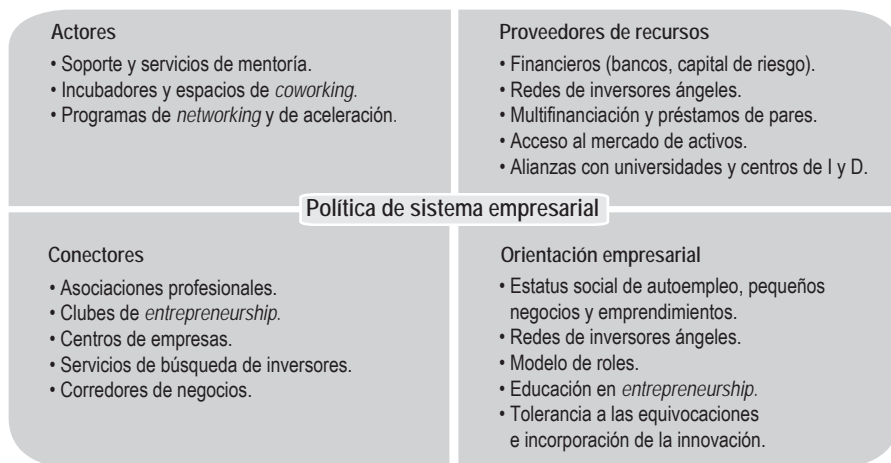 Actores
• Soporte y servicios de mentoría.
• Incubadores y espacios de coworking.
• Programas de networking y de aceleración.
Proveedores de recursos
• Financieros (bancos, capital de riesgo).
• Redes de inversores ángeles.
• Multifinanciación y préstamos de pares.
• Acceso al mercado de activos.
• Alianzas con universidades y centros de I y D.
Política de sistema empresarial
Conectores
• Asociaciones profesionales.
• Clubes de entrepreneurship.
• Centros de empresas.
• Servicios de búsqueda de inversores.
• Corredores de negocios.
Orientación empresarial
• Estatus social de autoempleo, pequeños
negocios y emprendimientos.
• Redes de inversores ángeles.
• Modelo de roles.
• Educación en entrepreneurship.
• Tolerancia a las equivocaciones
e incorporación de la innovación.